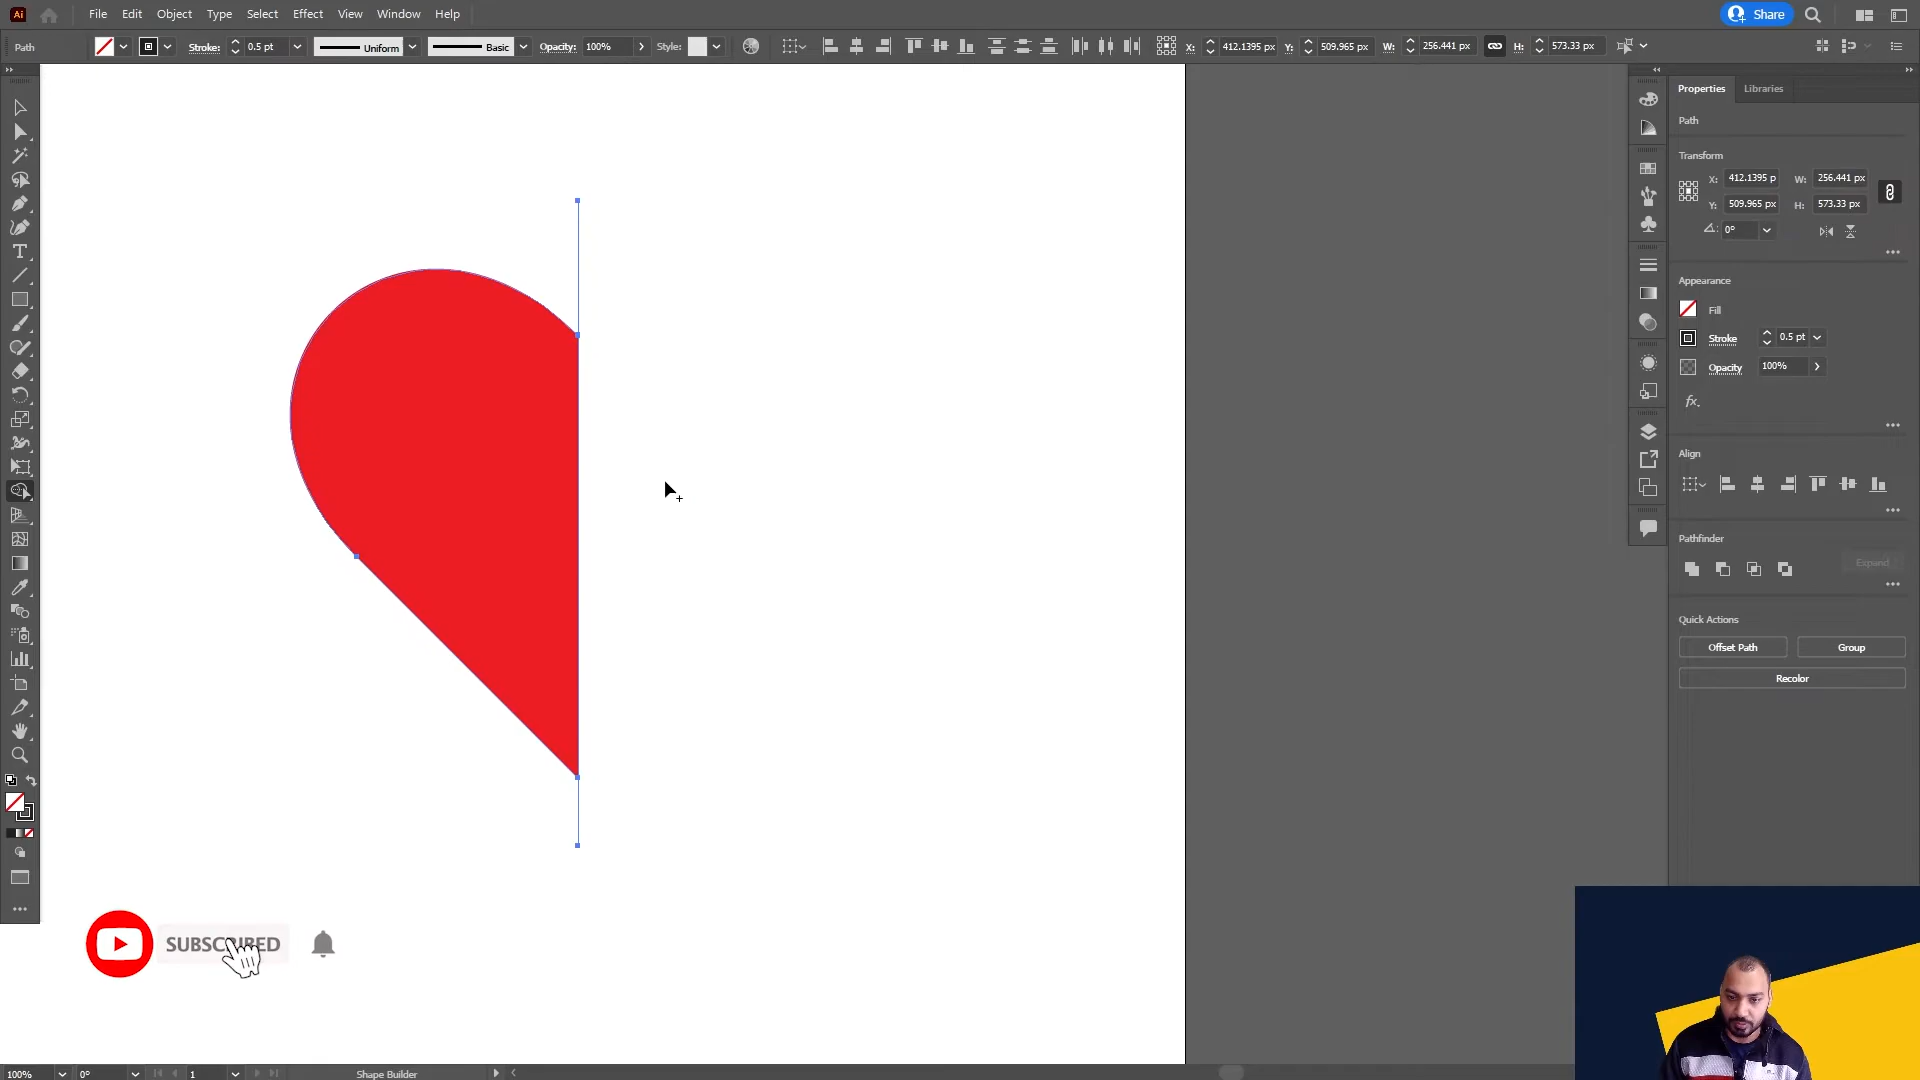 Ai File Edit Object Type Select Effect View Window Help Share
Path Stroke: 0.5 pt Uniform Basic Opacity: 100% Style: X: 412.1395 px Y: 509.965 px W: 256.441 px H: 573.33 px
Properties Libraries
Path
Transform
X: 412.1395 p W: 256.441 px
Y: 509.965 px H: 573.33 px
0°
Appearance
Fill
Stroke 0.5 pt
Opacity 100%
fx.
Align
Pathfinder
Expand
Quick Actions
Offset Path Group
Recolor
SUBSCRIBED
100% 0° 1 Shape Builder